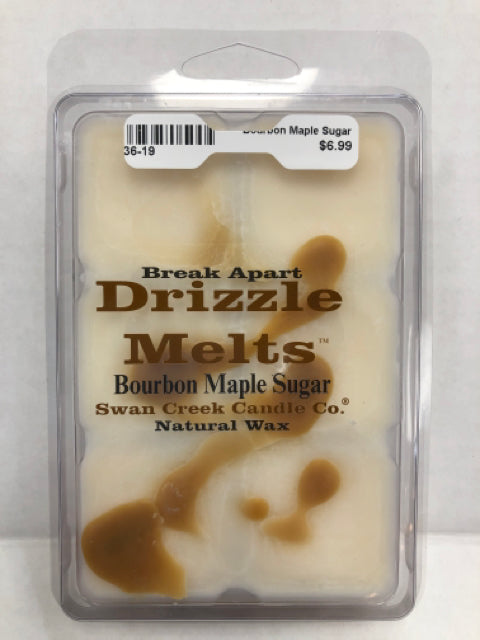 Bourbon Maple Sugar
36-19
$6.99
Break Apart
Drizzle
Melts™
Bourbon Maple Sugar
Swan Creek Candle Co.®
Natural Wax